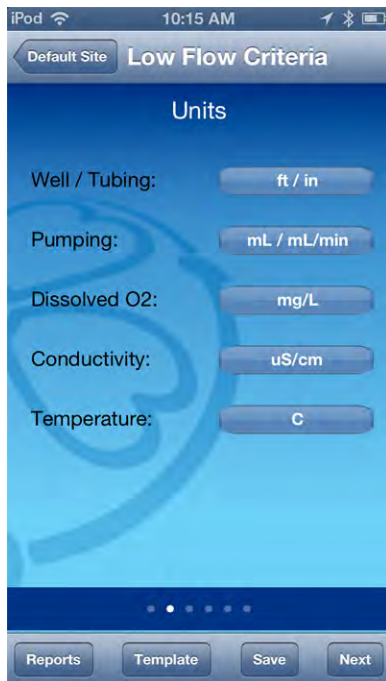 iPod 10:15 AM
Default Site Low Flow Criteria
Units
Well / Tubing: ft / in
Pumping: mL / mL/min
Dissolved O2: mg/L
Conductivity: uS/cm
Temperature: C
Reports Template Save Next